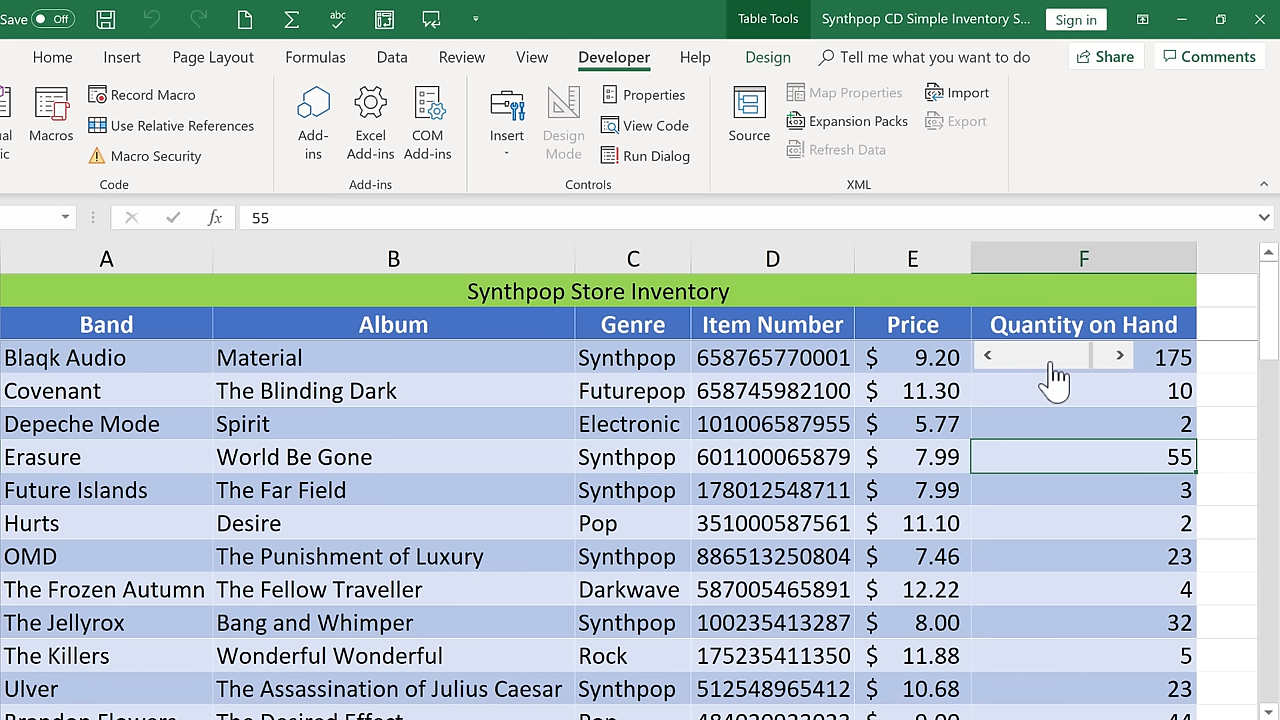 Save Off
abc
Table Tools Synthpop CD Simple Inventory S... Sign in
Home Insert Page Layout Formulas Data Review View Developer Help Design Tell me what you want to do Share Comments
Macros
Record Macro
Use Relative References
Macro Security
Code
Add-ins
Excel Add-ins
COM Add-ins
Add-ins
Insert
Design Mode
Properties
View Code
Run Dialog
Controls
Source
Map Properties
Expansion Packs
Refresh Data
Import
Export
XML
fx 55
A B C D E F
Synthpop Store Inventory
Band Album Genre Item Number Price Quantity on Hand
Blaqk Audio Material Synthpop 658765770001 $ 9.20 175
Covenant The Blinding Dark Futurepop 658745982100 $ 11.30 10
Depeche Mode Spirit Electronic 101006587955 $ 5.77 2
Erasure World Be Gone Synthpop 601100065879 $ 7.99 55
Future Islands The Far Field Synthpop 178012548711 $ 7.99 3
Hurts Desire Pop 351000587561 $ 11.10 2
OMD The Punishment of Luxury Synthpop 886513250804 $ 7.46 23
The Frozen Autumn The Fellow Traveller Darkwave 587005465891 $ 12.22 4
The Jellyrox Bang and Whimper Synthpop 100235413287 $ 8.00 32
The Killers Wonderful Wonderful Rock 175235411350 $ 11.88 5
Ulver The Assassination of Julius Caesar Synthpop 512548965412 $ 10.68 23